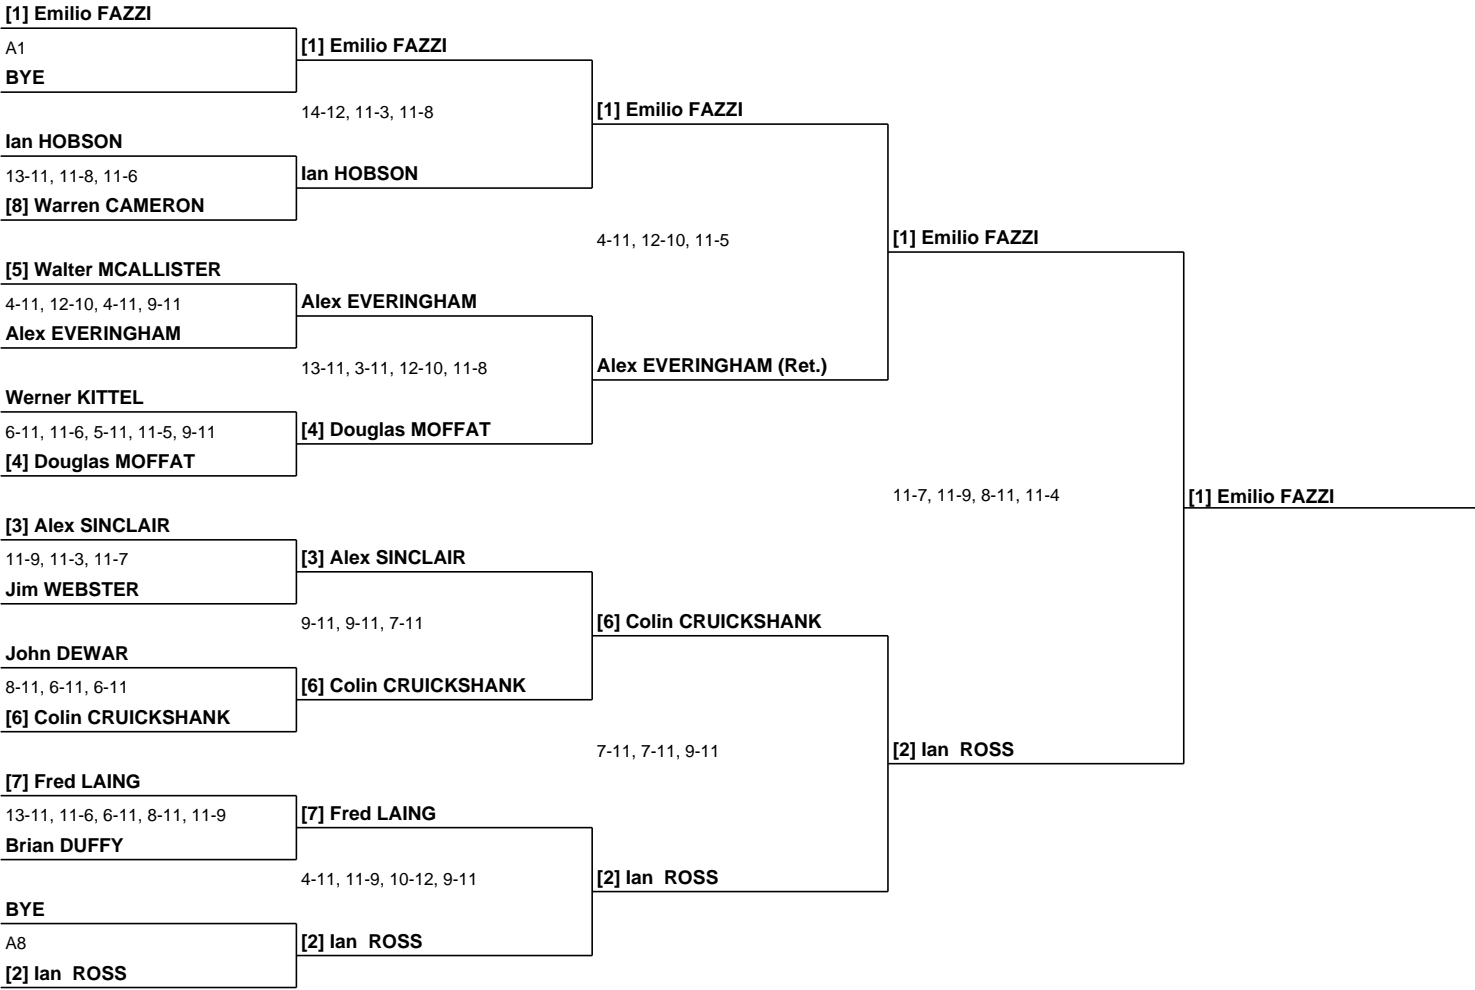 [1] Emilio FAZZI
A1
BYE
Ian HOBSON
13-11, 11-8, 11-6
[8] Warren CAMERON
[5] Walter MCALLISTER
4-11, 12-10, 4-11, 9-11
Alex EVERINGHAM
Werner KITTEL
6-11, 11-6, 5-11, 11-5, 9-11
[4] Douglas MOFFAT
[3] Alex SINCLAIR
11-9, 11-3, 11-7
Jim WEBSTER
John DEWAR
8-11, 6-11, 6-11
[6] Colin CRUICKSHANK
[7] Fred LAING
13-11, 11-6, 6-11, 8-11, 11-9
Brian DUFFY
BYE
A8
[2] Ian  ROSS
[1] Emilio FAZZI
14-12, 11-3, 11-8
Ian HOBSON
Alex EVERINGHAM
13-11, 3-11, 12-10, 11-8
[4] Douglas MOFFAT
[3] Alex SINCLAIR
9-11, 9-11, 7-11
[6] Colin CRUICKSHANK
[7] Fred LAING
4-11, 11-9, 10-12, 9-11
[2] Ian  ROSS
[1] Emilio FAZZI
4-11, 12-10, 11-5
Alex EVERINGHAM (Ret.)
[6] Colin CRUICKSHANK
7-11, 7-11, 9-11
[2] Ian  ROSS
[1] Emilio FAZZI
11-7, 11-9, 8-11, 11-4
[2] Ian  ROSS
[1] Emilio FAZZI